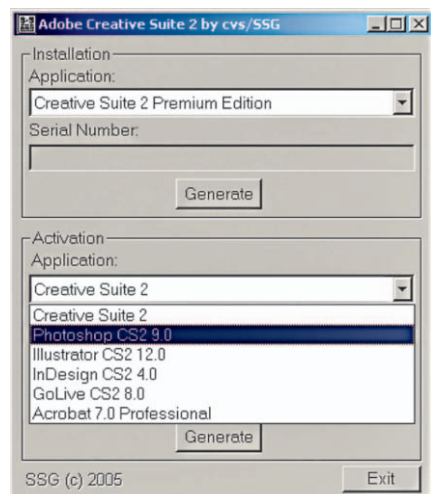 Adobe Creative Suite 2 by cvs/SSG
Installation
Application:
Creative Suite 2 Premium Edition
Serial Number:
Generate
Activation
Application:
Creative Suite 2
Creative Suite 2
Photoshop CS2 9.0
Illustrator CS2 12.0
InDesign CS2 4.0
GoLive CS2 8.0
Acrobat 7.0 Professional
Generate
SSG (c) 2005
Exit